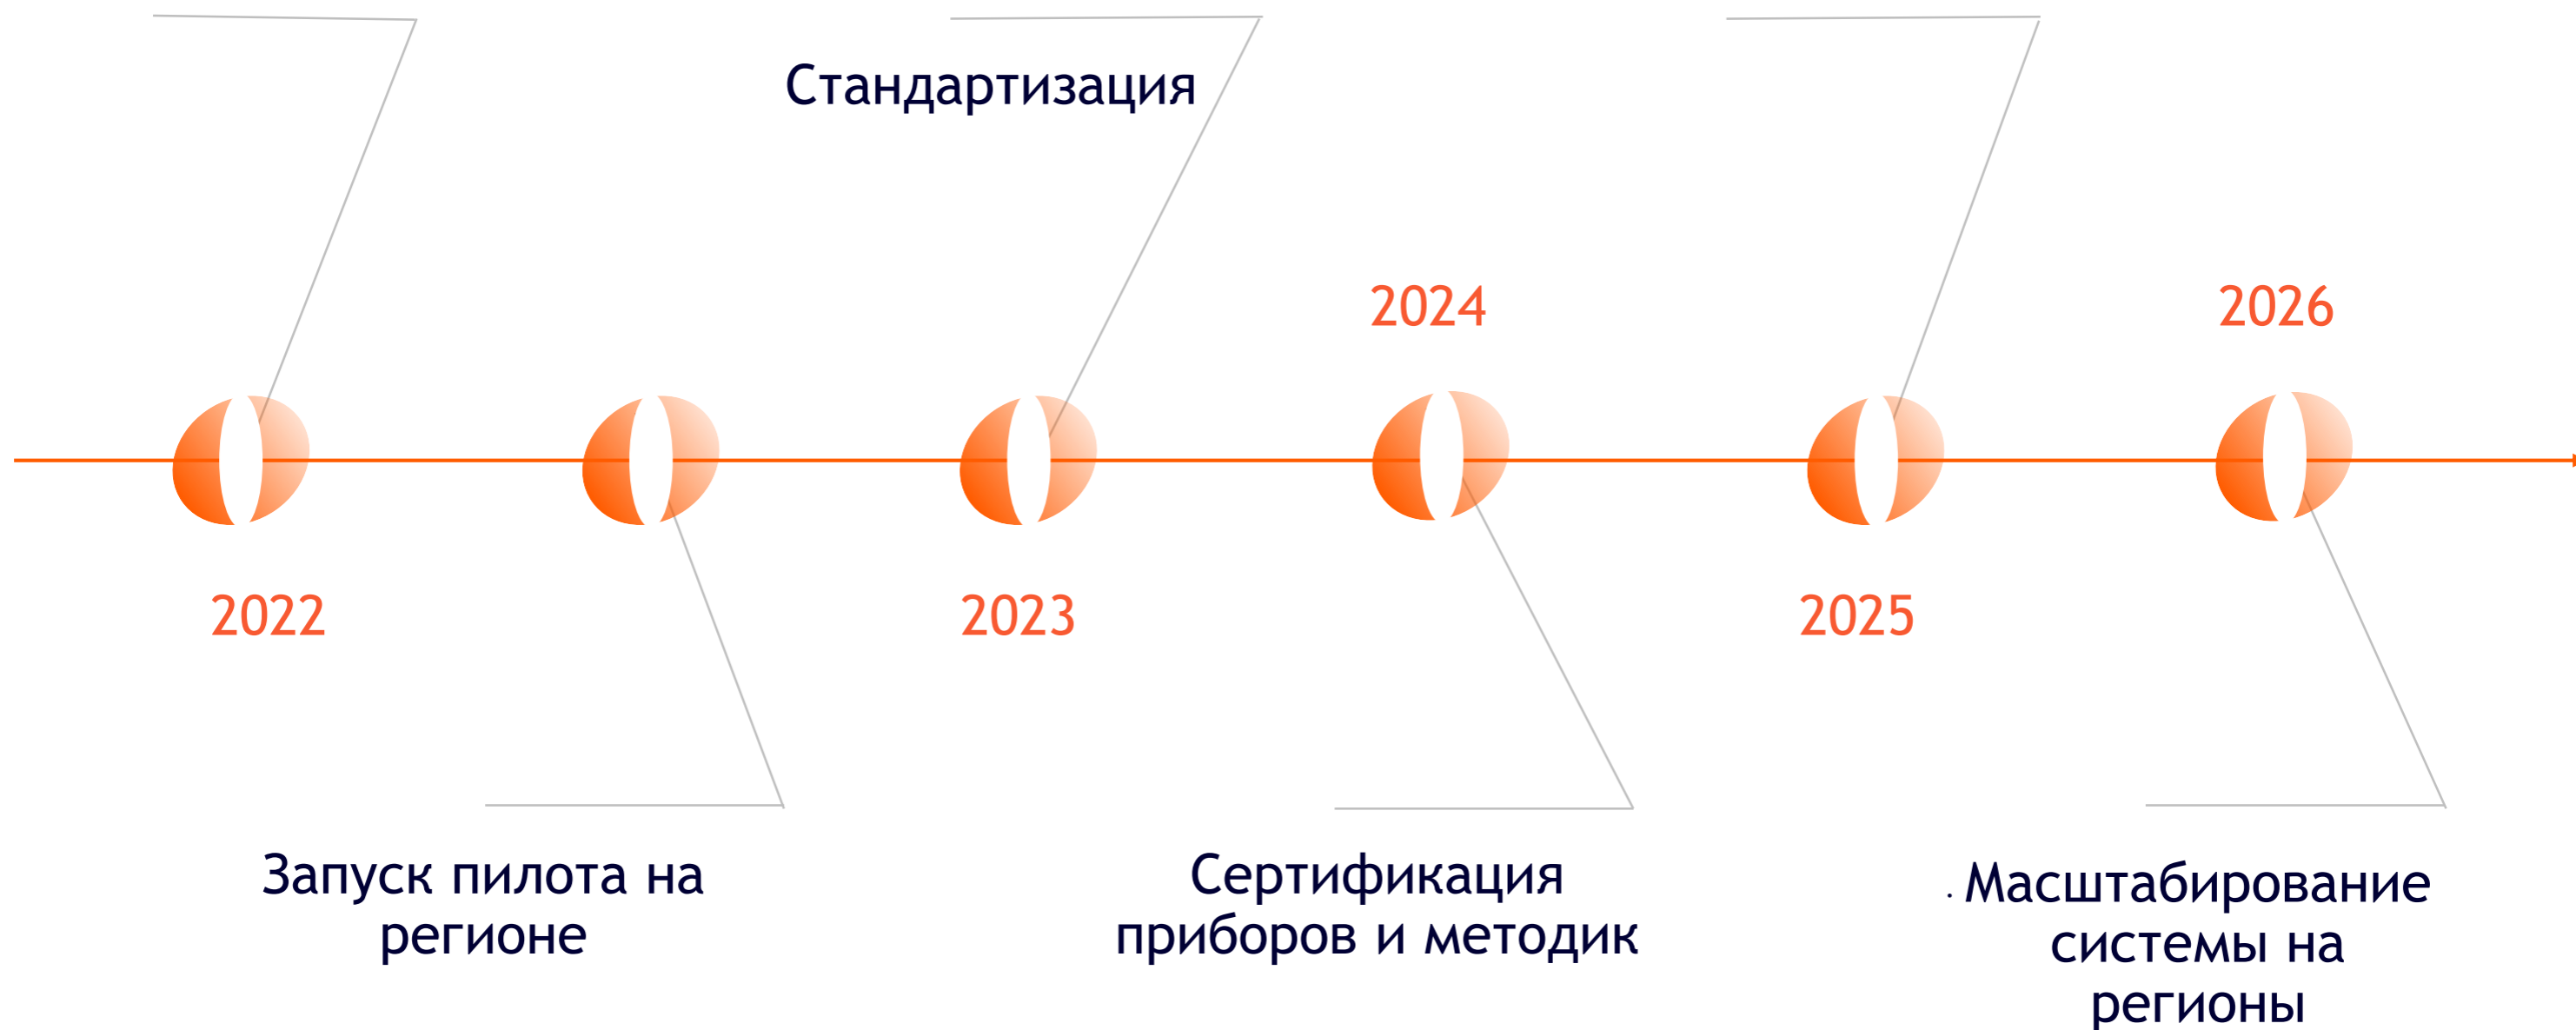 Стандартизация
2024
2026
2022
2023
2025
Запуск пилота на
регионе
Сертификация
приборов и методик
. Масштабирование
системы на
регионы